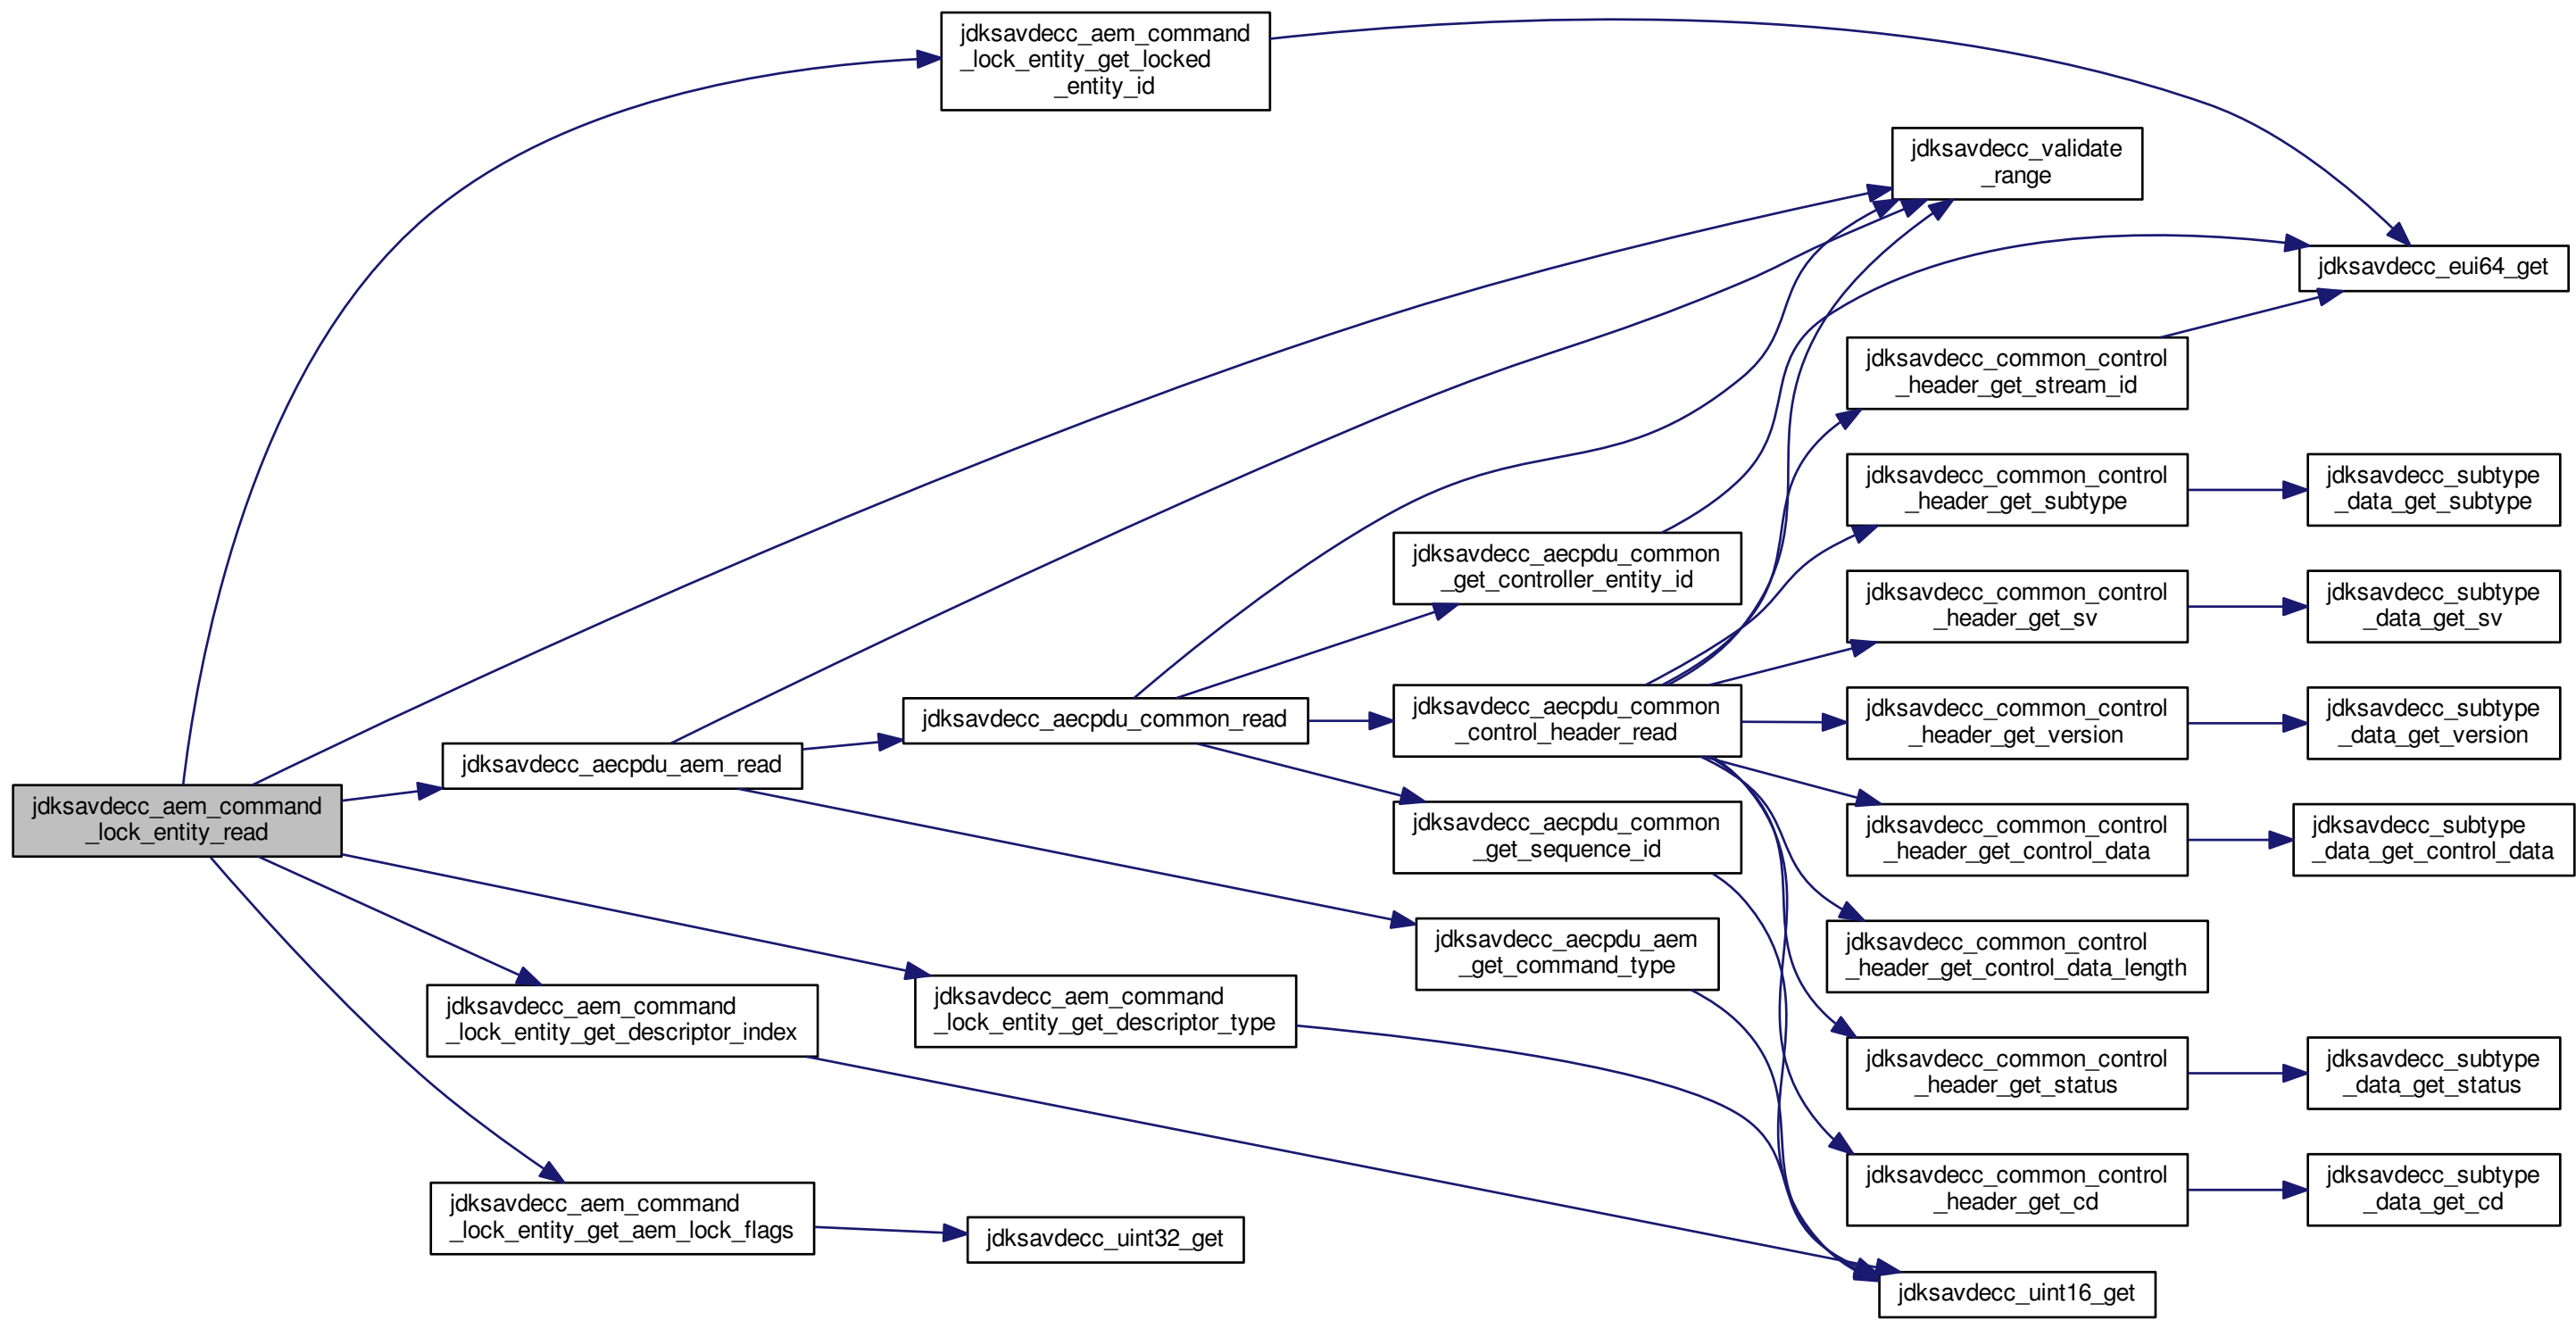 jdksavdecc_aem_command
_lock_entity_get_locked
_entity_id
jdksavdecc_validate
_range
jdksavdecc_eui64_get
jdksavdecc_common_control
_header_get_stream_id
jdksavdecc_common_control
_header_get_subtype
jdksavdecc_subtype
_data_get_subtype
jdksavdecc_aecpdu_common
_get_controller_entity_id
jdksavdecc_common_control
_header_get_sv
jdksavdecc_subtype
_data_get_sv
jdksavdecc_aecpdu_common_read
jdksavdecc_aecpdu_common
_control_header_read
jdksavdecc_common_control
_header_get_version
jdksavdecc_subtype
_data_get_version
jdksavdecc_aecpdu_aem_read
jdksavdecc_aem_command
_lock_entity_read
jdksavdecc_aecpdu_common
_get_sequence_id
jdksavdecc_common_control
_header_get_control_data
jdksavdecc_subtype
_data_get_control_data
jdksavdecc_aecpdu_aem
_get_command_type
jdksavdecc_common_control
_header_get_control_data_length
jdksavdecc_aem_command
_lock_entity_get_descriptor_index
jdksavdecc_aem_command
_lock_entity_get_descriptor_type
jdksavdecc_common_control
_header_get_status
jdksavdecc_subtype
_data_get_status
jdksavdecc_common_control
_header_get_cd
jdksavdecc_subtype
_data_get_cd
jdksavdecc_aem_command
_lock_entity_get_aem_lock_flags
jdksavdecc_uint32_get
jdksavdecc_uint16_get